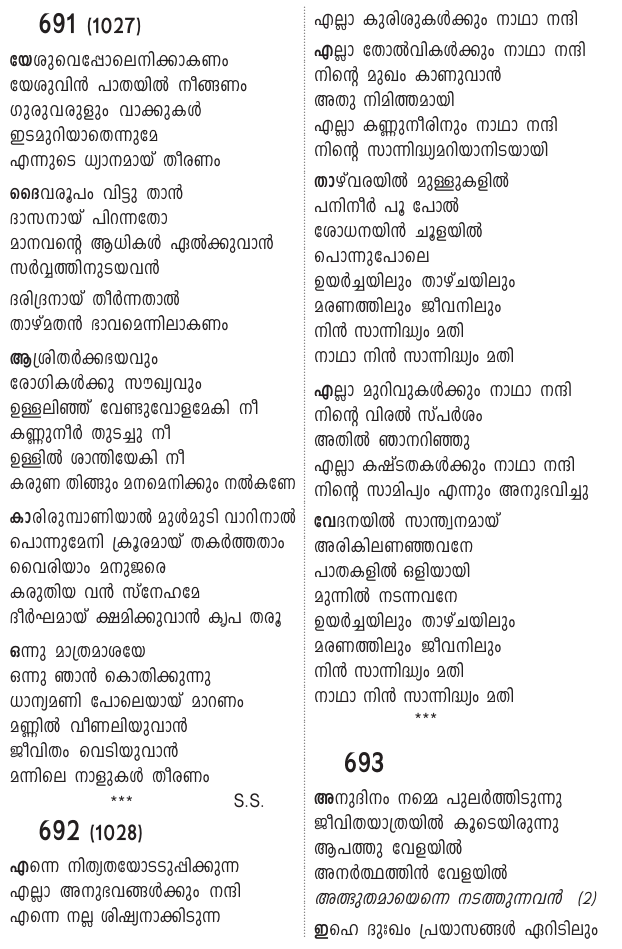 691 (1027)
യേശുവെപ്പോലെനിക്കാകണം
യേശുവിൻ പാതയിൽ നീങ്ങണം
ഗുരുവരുളും വാക്കുകൾ
ഇടമുറിയാതെന്നുമേ
എന്നുടെ ധ്യാനമായ് തീരണം
ദൈവരൂപം വിട്ടു താൻ
ദാസനായ് പിറന്നതോ
മാനവന്റെ ആധികൾ ഏൽക്കുവാൻ
സർവ്വത്തിനുടയവൻ
ദരിദ്രനായ് തീർന്നതാൽ
താഴ്മതൻ ഭാവമെന്നിലാകണം
ആശ്രിതർക്കഭയവും
രോഗികൾക്കു സൗഖ്യവും
ഉള്ളലിഞ്ഞ് വേണ്ടുവോളമേകി നീ
കണ്ണുനീർ തുടച്ചു നീ
ഉള്ളിൽ ശാന്തിയേകി നീ
കരുണ തിങ്ങും മനമെനിക്കും നൽകണേ
കാരിരുമ്പാണിയാൽ മുൾമുടി വാറിനാൽ
പൊന്നുമേനി ക്രൂരമായ് തകർത്തതാം
വൈരിയാം മനുജരെ
കരുതിയ വൻ സ്നേഹമേ
ദീർഘമായ് ക്ഷമിക്കുവാൻ കൃപ തരൂ
ഒന്നു മാത്രമാശയേ
ഒന്നു ഞാൻ കൊതിക്കുന്നു
ധാന്യമണി പോലെയായ് മാറണം
മണ്ണിൽ വീണലിയുവാൻ
ജീവിതം വെടിയുവാൻ
മന്നിലെ നാളുകൾ തീരണം
*** S.S.
692 (1028)
എന്നെ നിത്യതയോടടുപ്പിക്കുന്ന
എല്ലാ അനുഭവങ്ങൾക്കും നന്ദി
എന്നെ നല്ല ശിഷ്യനാക്കിടുന്ന
എല്ലാ കുരിശുകൾക്കും നാഥാ നന്ദി
എല്ലാ തോൽവികൾക്കും നാഥാ നന്ദി
നിന്റെ മുഖം കാണുവാൻ
അതു നിമിത്തമായി
എല്ലാ കണ്ണുനീരിനും നാഥാ നന്ദി
നിന്റെ സാന്നിദ്ധ്യമറിയാനിടയായി
താഴ്‌വരയിൽ മുള്ളുകളിൽ
പനിനീർ പൂ പോൽ
ശോധനയിൻ ചൂളയിൽ
പൊന്നുപോലെ
ഉയർച്ചയിലും താഴ്ചയിലും
മരണത്തിലും ജീവനിലും
നിൻ സാന്നിദ്ധ്യം മതി
നാഥാ നിൻ സാന്നിദ്ധ്യം മതി
എല്ലാ മുറിവുകൾക്കും നാഥാ നന്ദി
നിന്റെ വിരൽ സ്പർശം
അതിൽ ഞാനറിഞ്ഞു
എല്ലാ കഷ്ടതകൾക്കും നാഥാ നന്ദി
നിന്റെ സാമിപ്യം എന്നും അനുഭവിച്ചു
വേദനയിൽ സാന്ത്വനമായ്
അരികിലണഞ്ഞവനേ
പാതകളിൽ ഒളിയായി
മുന്നിൽ നടന്നവനേ
ഉയർച്ചയിലും താഴ്ചയിലും
മരണത്തിലും ജീവനിലും
നിൻ സാന്നിദ്ധ്യം മതി
നാഥാ നിൻ സാന്നിദ്ധ്യം മതി
***
693
അനുദിനം നമ്മെ പുലർത്തിടുന്നു
ജീവിതയാത്രയിൽ കൂടെയിരുന്നു
ആപത്തു വേളയിൽ
അനർത്ഥത്തിൻ വേളയിൽ
അത്ഭുതമായെന്നെ നടത്തുന്നവൻ (2)
ഇഹെ ദുഃഖം പ്രയാസങ്ങൾ ഏറിടിലും